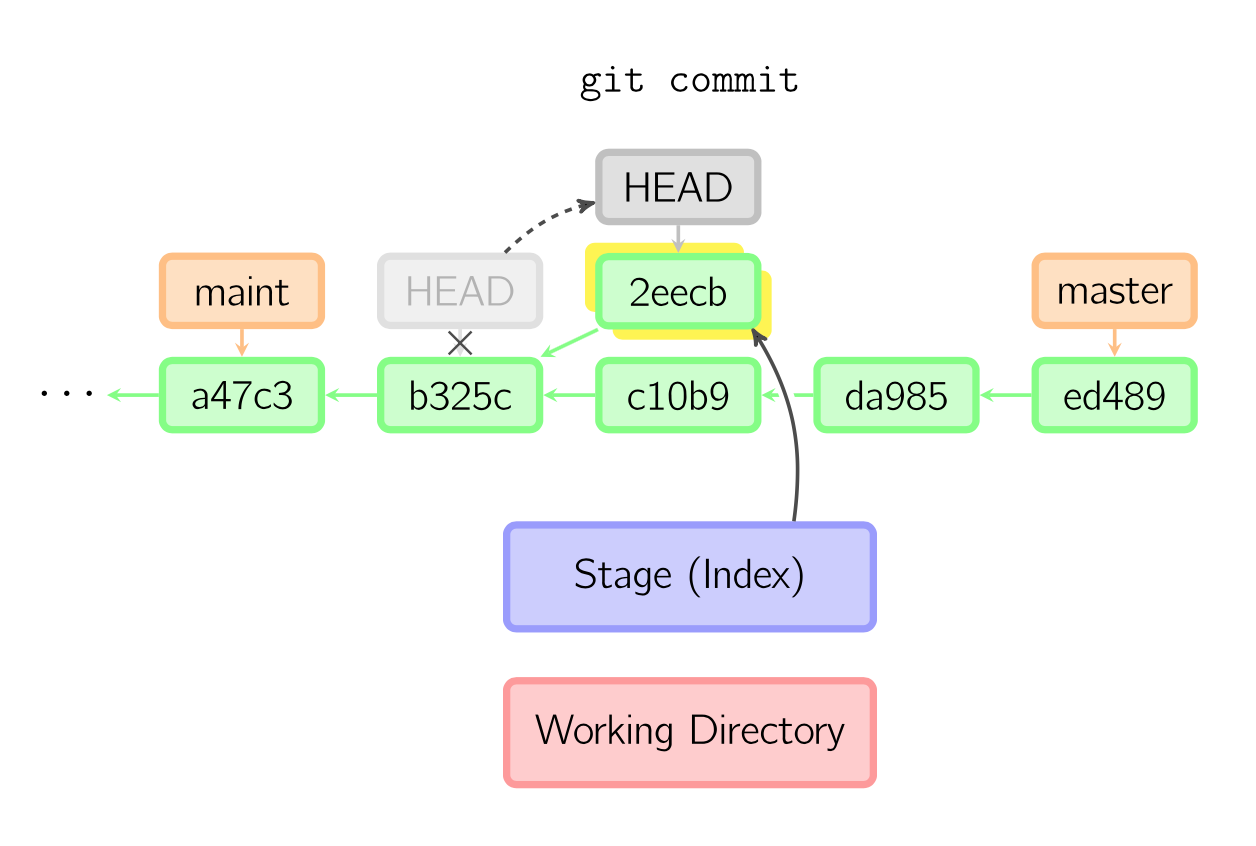 git commit
HEAD
maint
HEAD
2eecb
master
...
a47c3
b325c
c10b9
da985
ed489
Stage (Index)
Working Directory